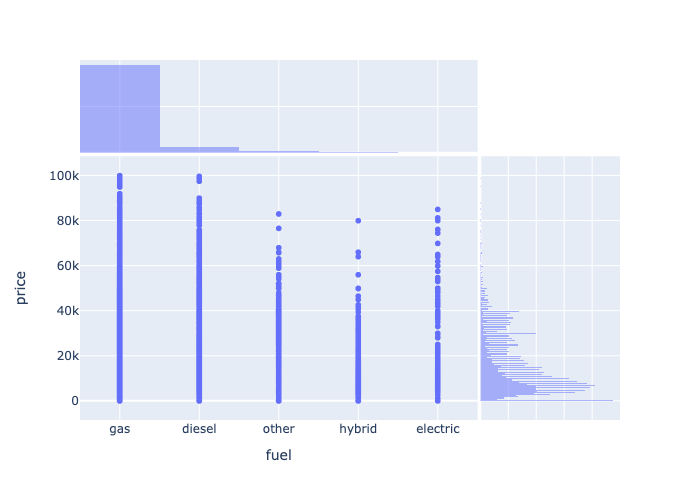 100k
80k
60k
40k
20k
0
price
gas diesel other hybrid electric
fuel